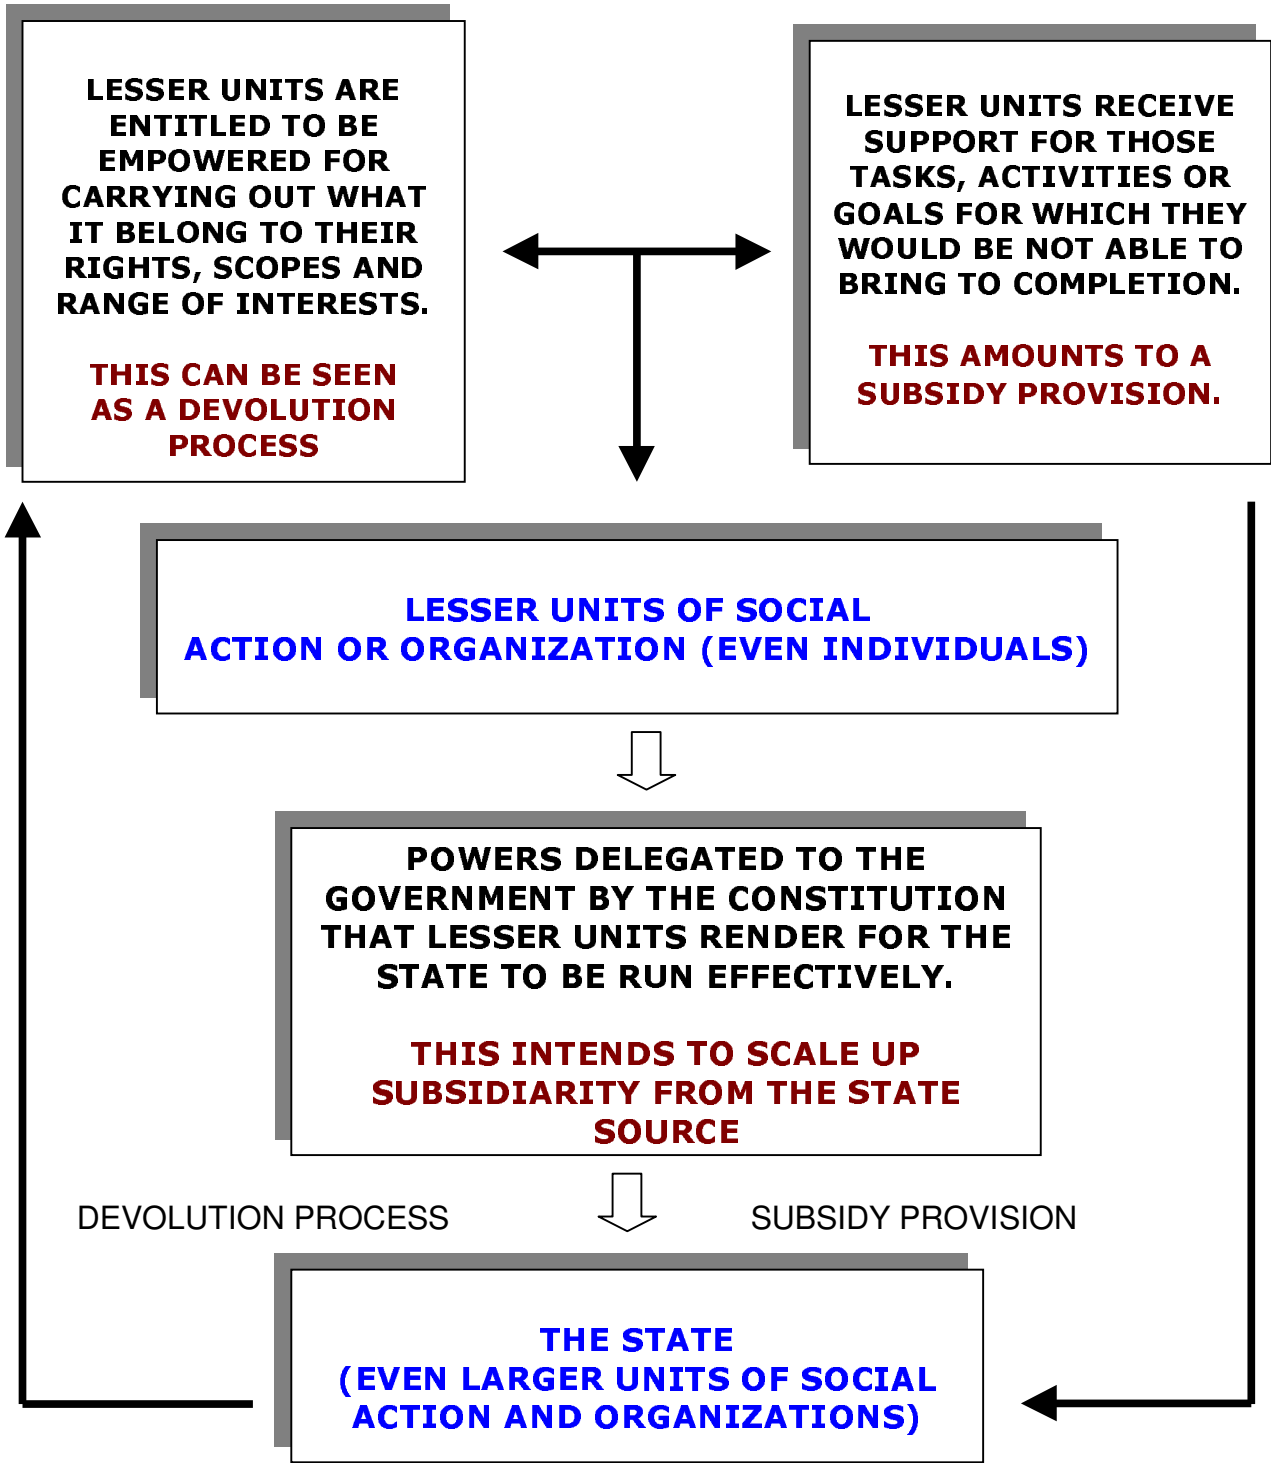 LESSER UNITS ARE
ENTITLED TO BE
EMPOWERED FOR
CARRYING OUT WHAT
IT BELONG TO THEIR
RIGHTS, SCOPES AND
RANGE OF INTERESTS.
THIS CAN BE SEEN
AS A DEVOLUTION
PROCESS
LESSER UNITS RECEIVE
SUPPORT FOR THOSE
TASKS, ACTIVITIES OR
GOALS FOR WHICH THEY
WOULD BE NOT ABLE TO
BRING TO COMPLETION.
THIS AMOUNTS TO A
SUBSIDY PROVISION.
LESSER UNITS OF SOCIAL
ACTION OR ORGANIZATION (EVEN INDIVIDUALS)
POWERS DELEGATED TO THE
GOVERNMENT BY THE CONSTITUTION
THAT LESSER UNITS RENDER FOR THE
STATE TO BE RUN EFFECTIVELY.
THIS INTENDS TO SCALE UP
SUBSIDIARITY FROM THE STATE
SOURCE
DEVOLUTION PROCESS
SUBSIDY PROVISION
THE STATE
(EVEN LARGER UNITS OF SOCIAL
ACTION AND ORGANIZATIONS)